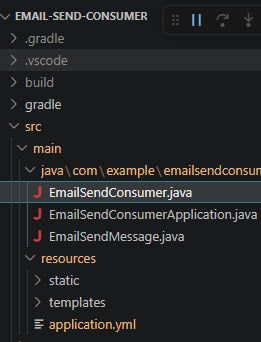 EMAIL-SEND-CONSUMER
.gradle
.vscode
build
gradle
src
main
java\com\example\emailsendconsum
EmailSendConsumer.java
EmailSendConsumerApplication.java
EmailSendMessage.java
resources
static
templates
application.yml